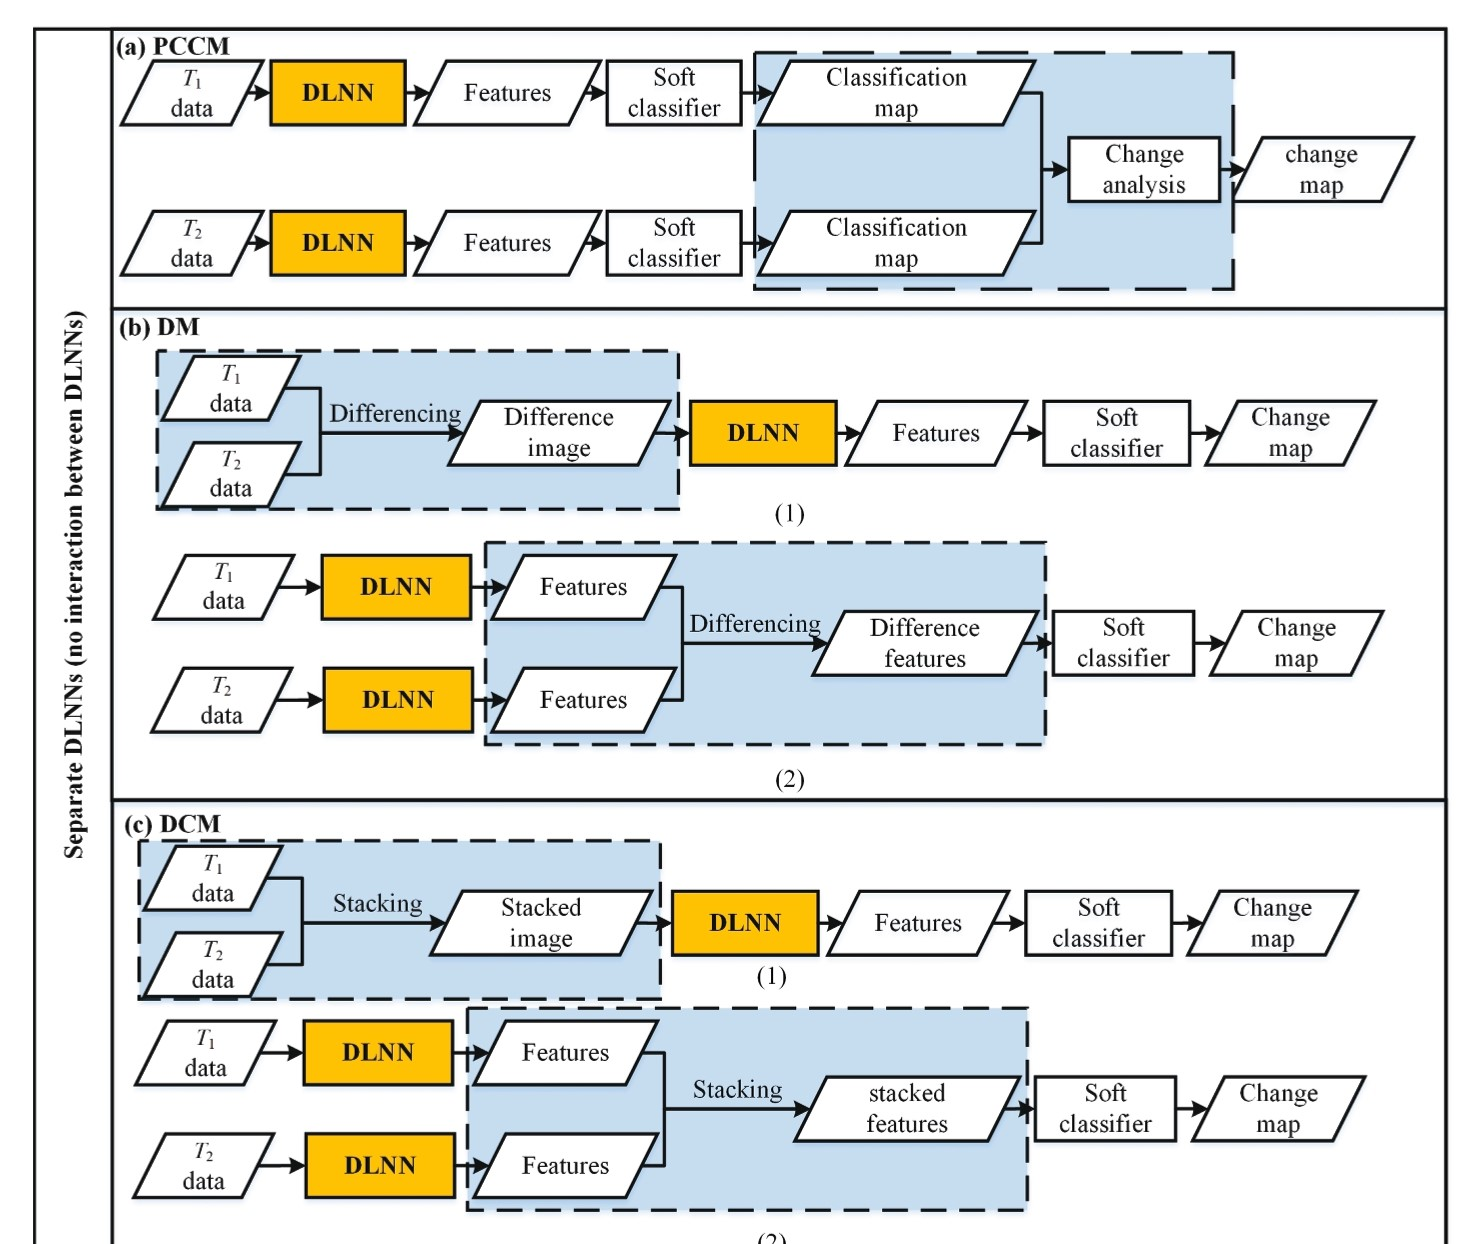 Separate DLNNs (no interaction between DLNNs)
(a) PCCM
T1
data
DLNN
Features
Soft
classifier
Classification
map
T2
data
DLNN
Features
Soft
classifier
Classification
map
Change
analysis
change
map
(b) DM
T1
data
T2
data
Differencing
Difference
image
DLNN
Features
Soft
classifier
Change
map
(1)
T1
data
DLNN
Features
T2
data
DLNN
Features
Differencing
Difference
features
Soft
classifier
Change
map
(2)
(c) DCM
T1
data
T2
data
Stacking
Stacked
image
DLNN
Features
Soft
classifier
Change
map
(1)
T1
data
DLNN
Features
T2
data
DLNN
Features
Stacking
stacked
features
Soft
classifier
Change
map
(2)